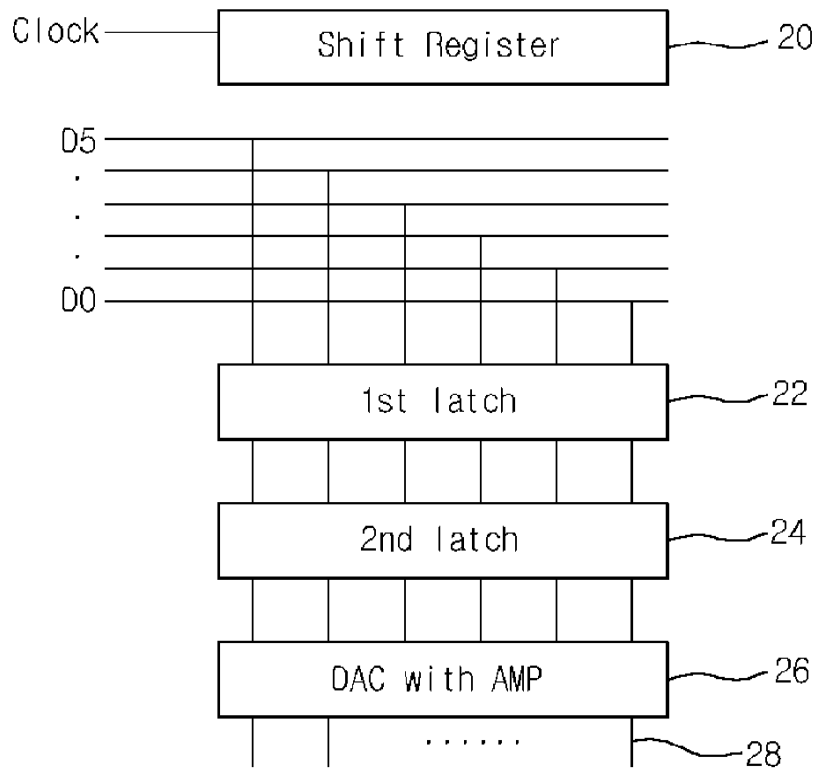 Clock
Shift Register
20
D5
.
.
.
D0
1st latch
22
2nd latch
24
DAC with AMP
26
......
28